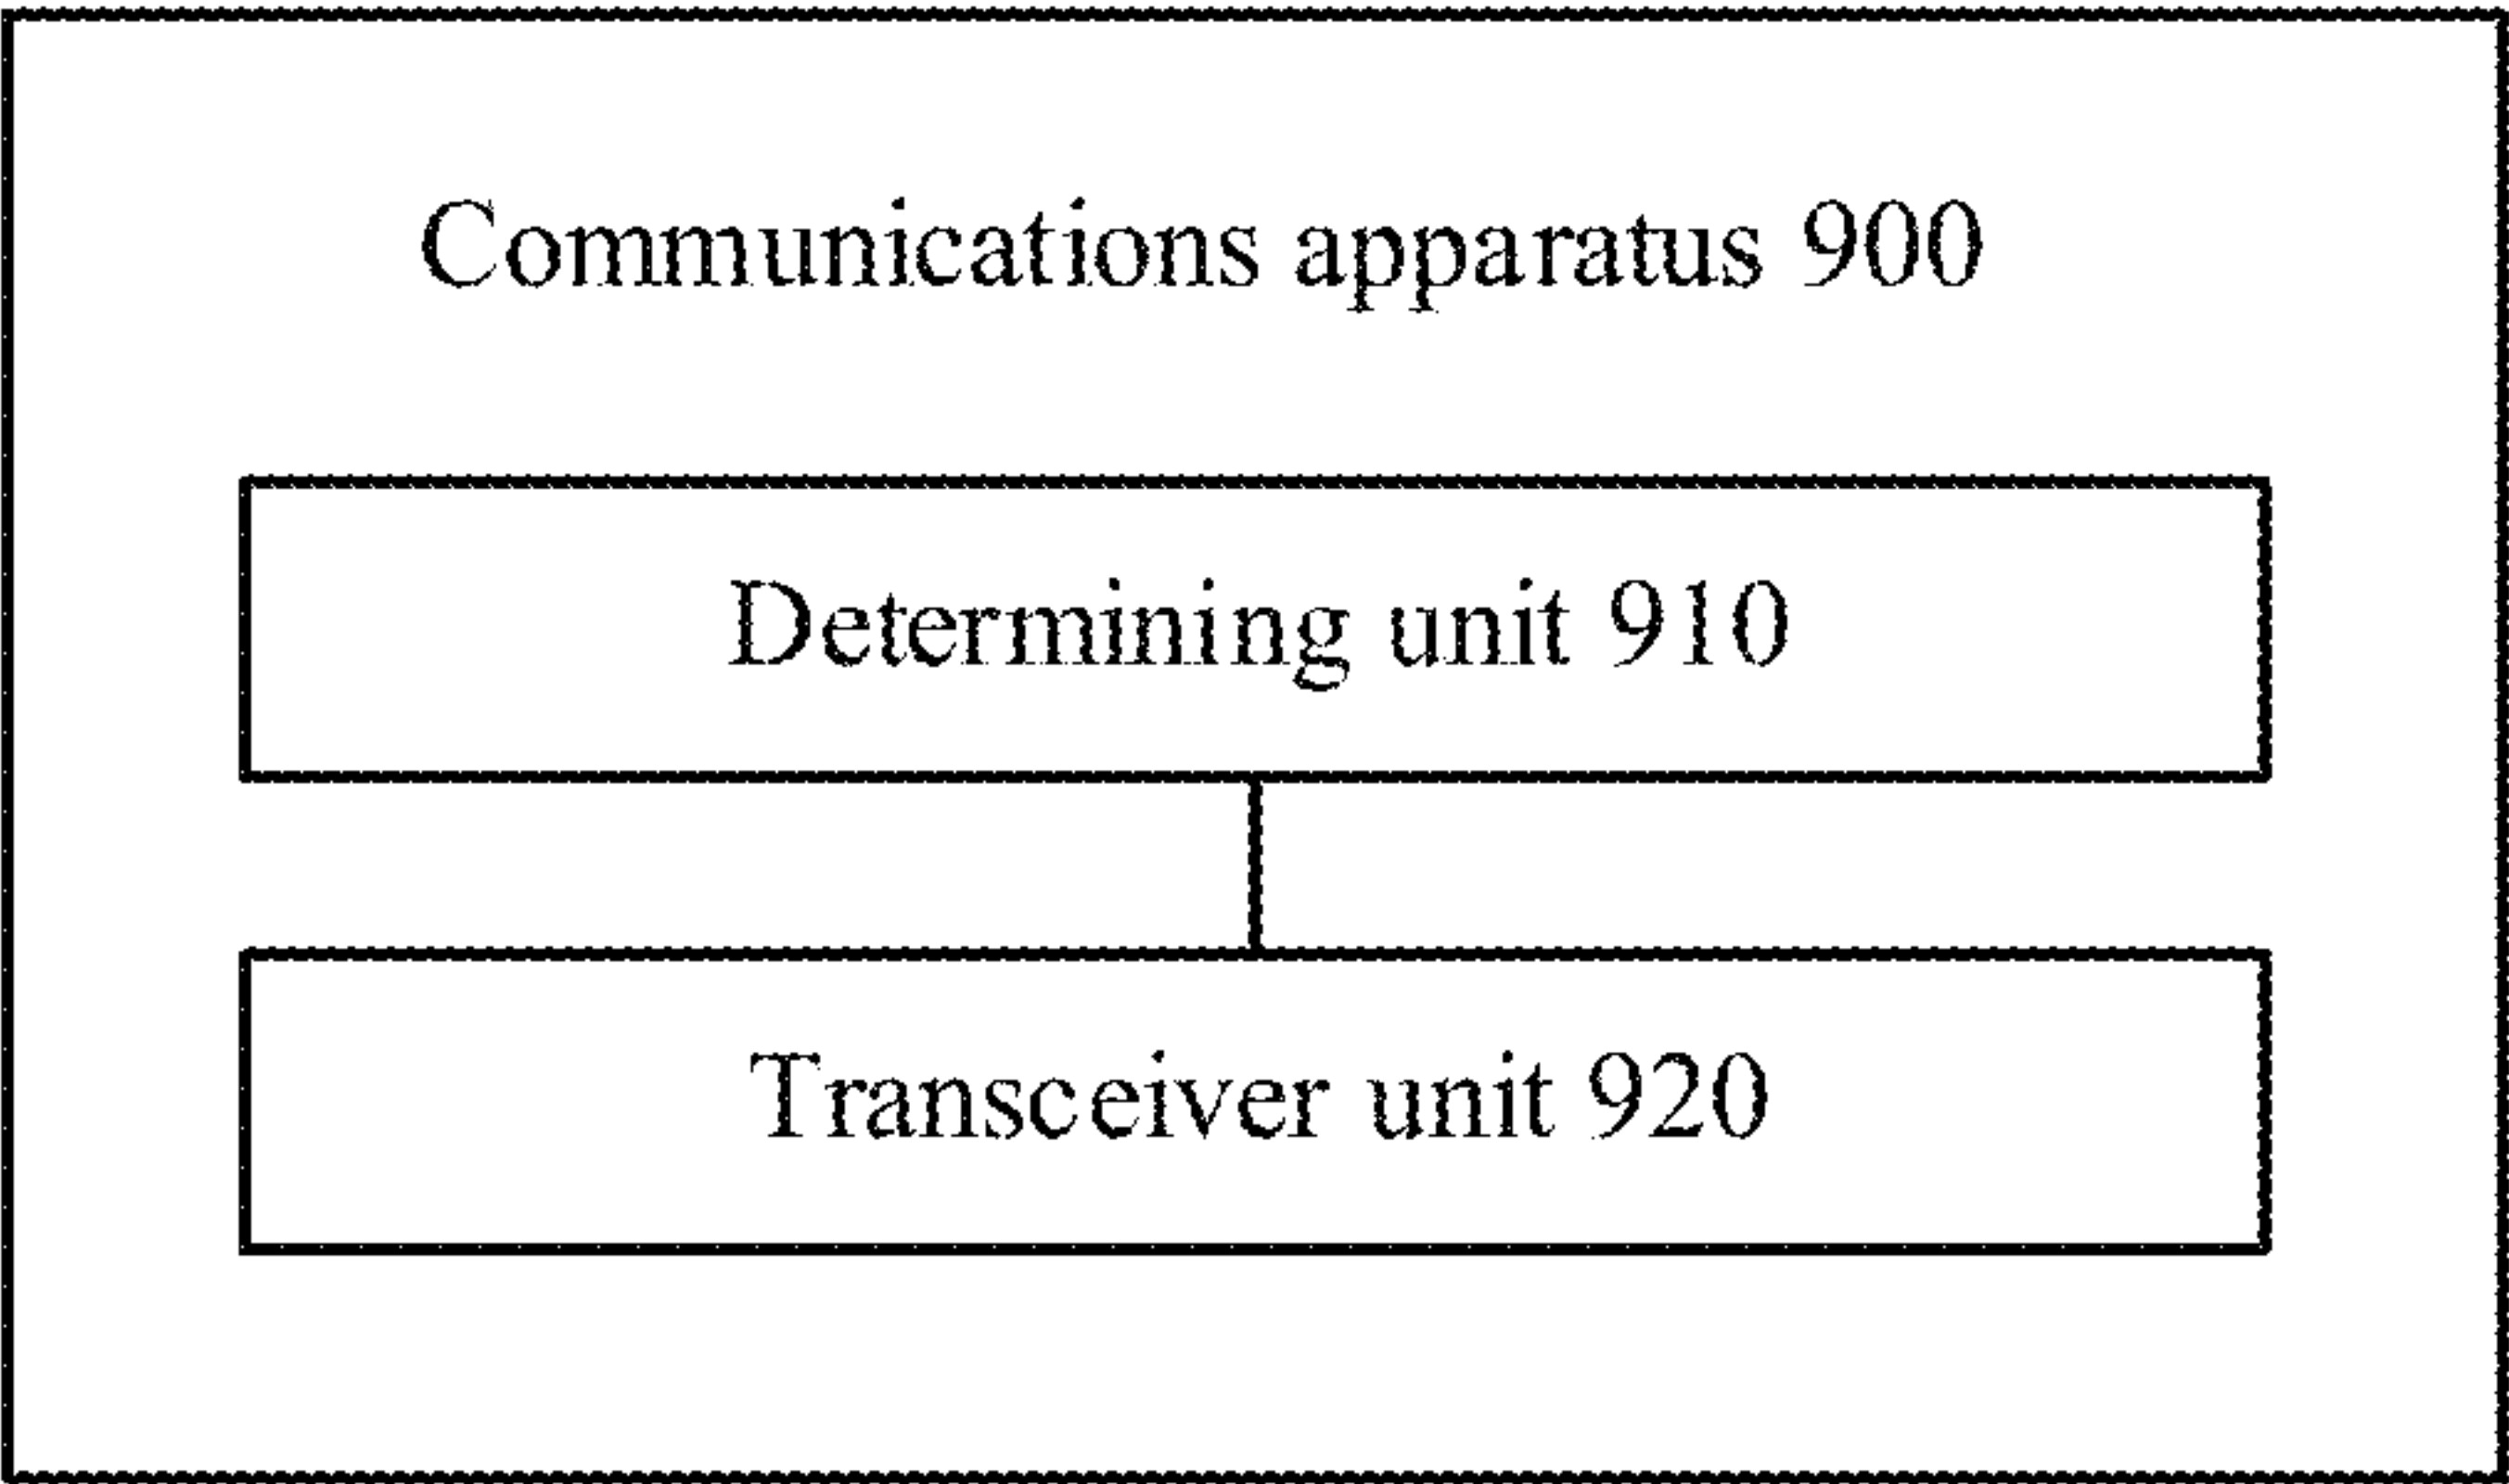 Communications apparatus 900
Determining unit 910
Transceiver unit 920